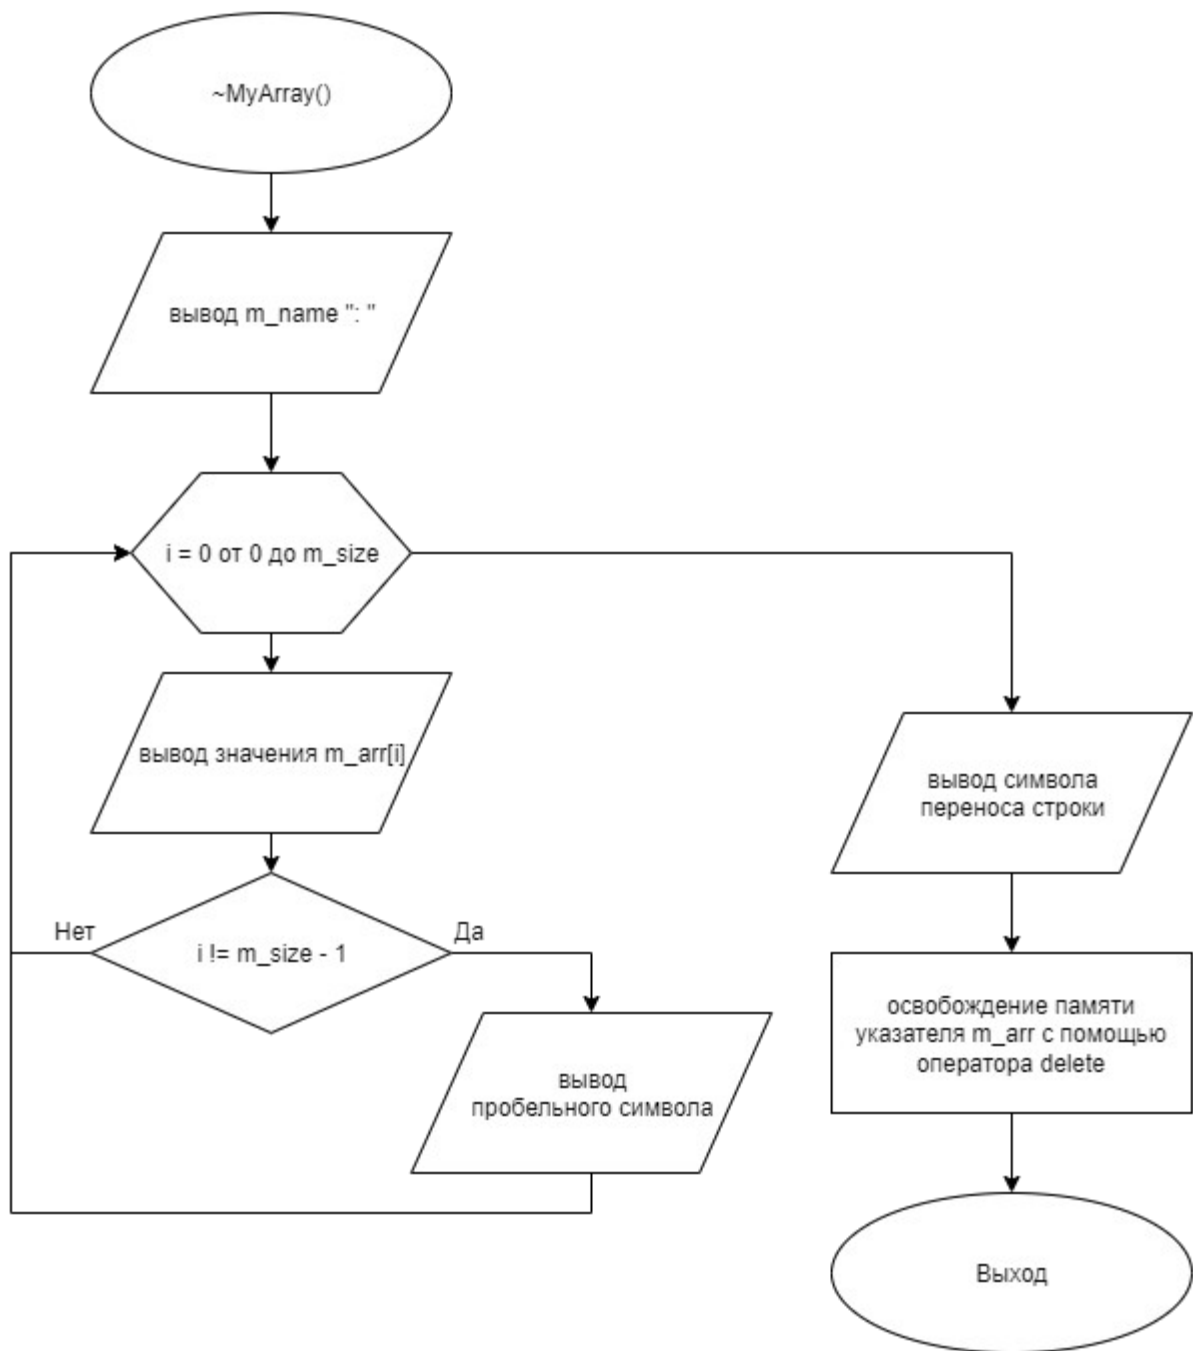 ~MyArray()
вывод m_name ": "
i = 0 от 0 до m_size
вывод значения m_arr[i]
i != m_size - 1
Нет
Да
вывод
пробельного символа
вывод символа
переноса строки
освобождение памяти
указателя m_arr с помощью
оператора delete
Выход